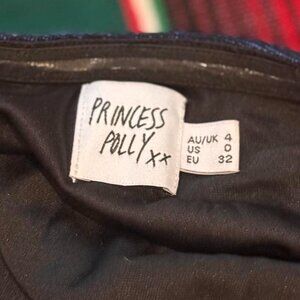 PRINCESS
POLLY xx
AU/UK 4
US 0
EU 32